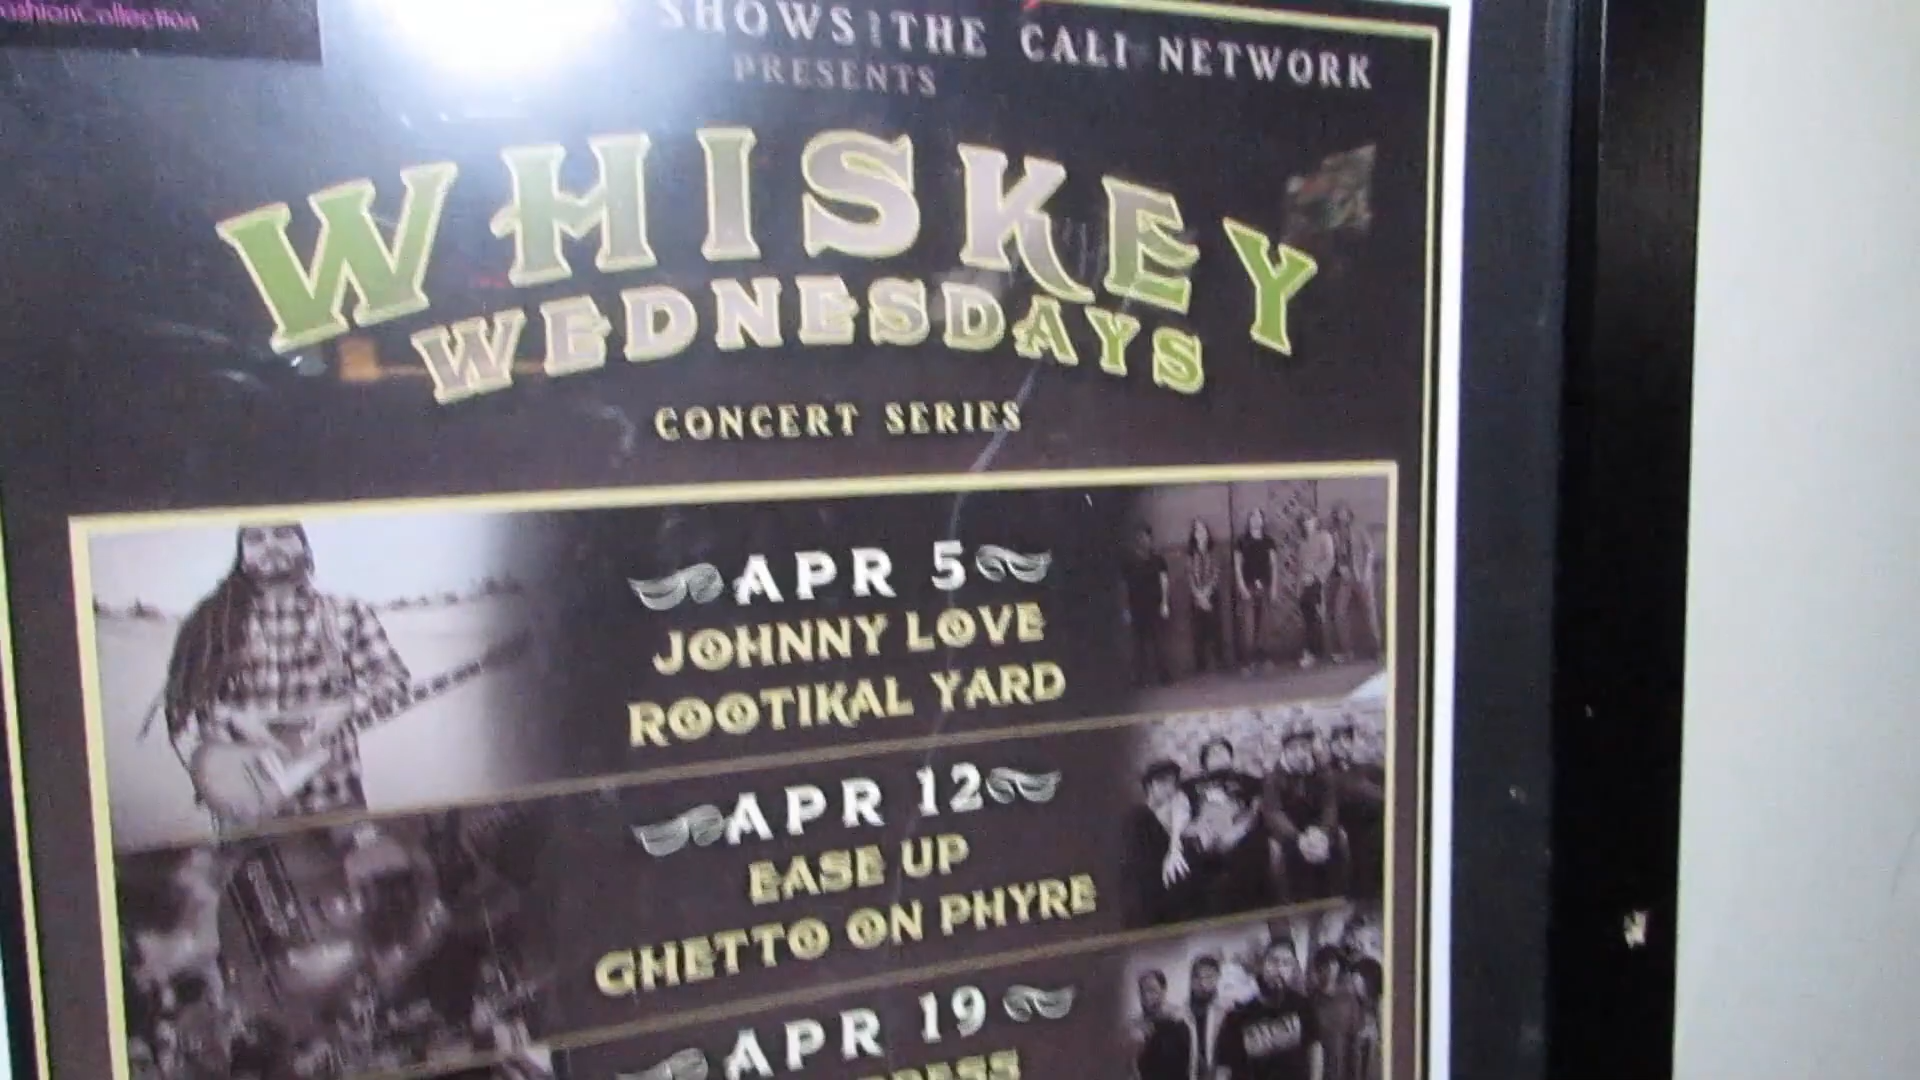 SHOWS THE CALI NETWORK
PRESENTS
WHISKEY
WEDNESDAYS
CONCERT SERIES
APR 5
JOHNNY LOVE
ROOTIKAL YARD
APR 12
EASE UP
GHETTO ON PHYRE
APR 19